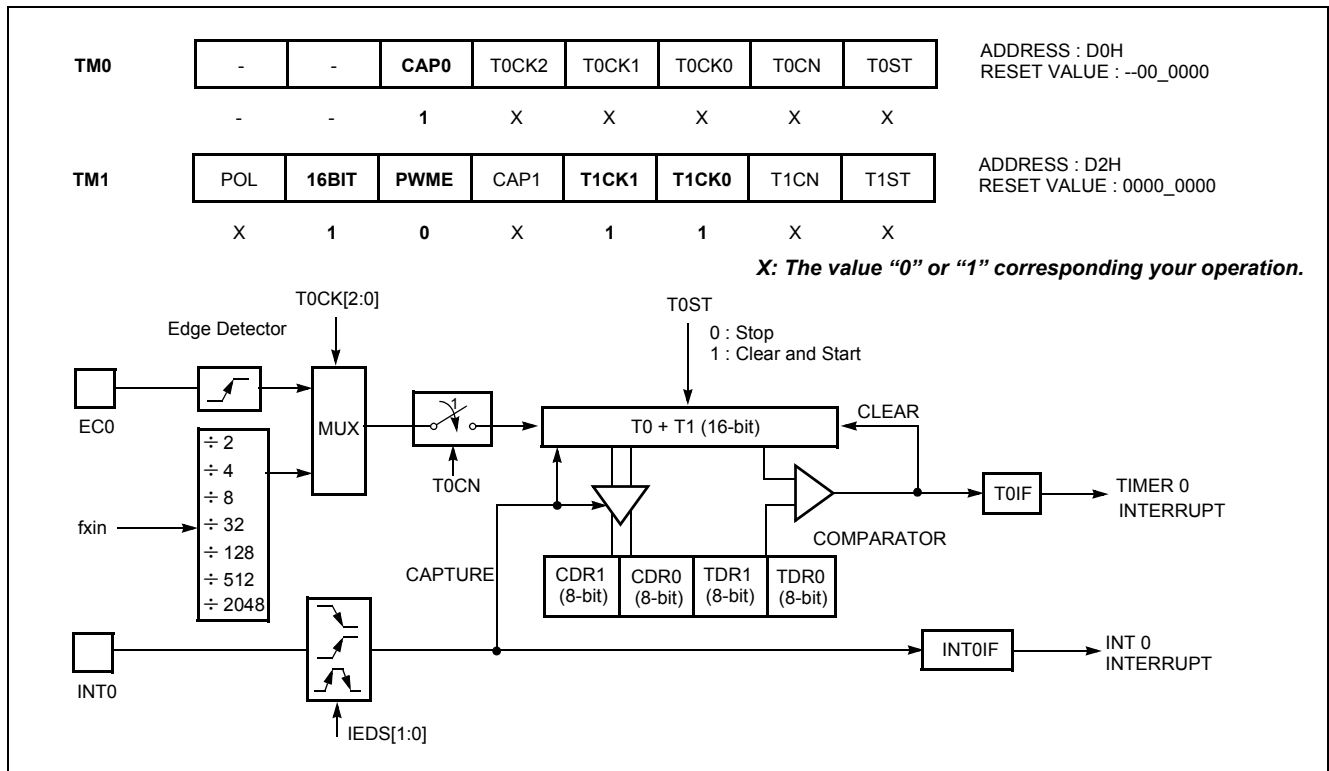 TM0 - - CAP0 T0CK2 T0CK1 T0CK0 T0CN T0ST
ADDRESS : D0H
RESET VALUE : --00_0000
- - 1 X X X X X
TM1 POL 16BIT PWME CAP1 T1CK1 T1CK0 T1CN T1ST
ADDRESS : D2H
RESET VALUE : 0000_0000
X 1 0 X 1 1 X X
X: The value “0” or “1” corresponding your operation.
T0CK[2:0]
Edge Detector
T0ST
0 : Stop
1 : Clear and Start
EC0
MUX
1
T0CN
T0 + T1 (16-bit)
CLEAR
T0IF
TIMER 0
INTERRUPT
COMPARATOR
fxin
÷ 2
÷ 4
÷ 8
÷ 32
÷ 128
÷ 512
÷ 2048
CAPTURE
CDR1
(8-bit)
CDR0
(8-bit)
TDR1
(8-bit)
TDR0
(8-bit)
INT0
INT0IF
INT 0
INTERRUPT
IEDS[1:0]